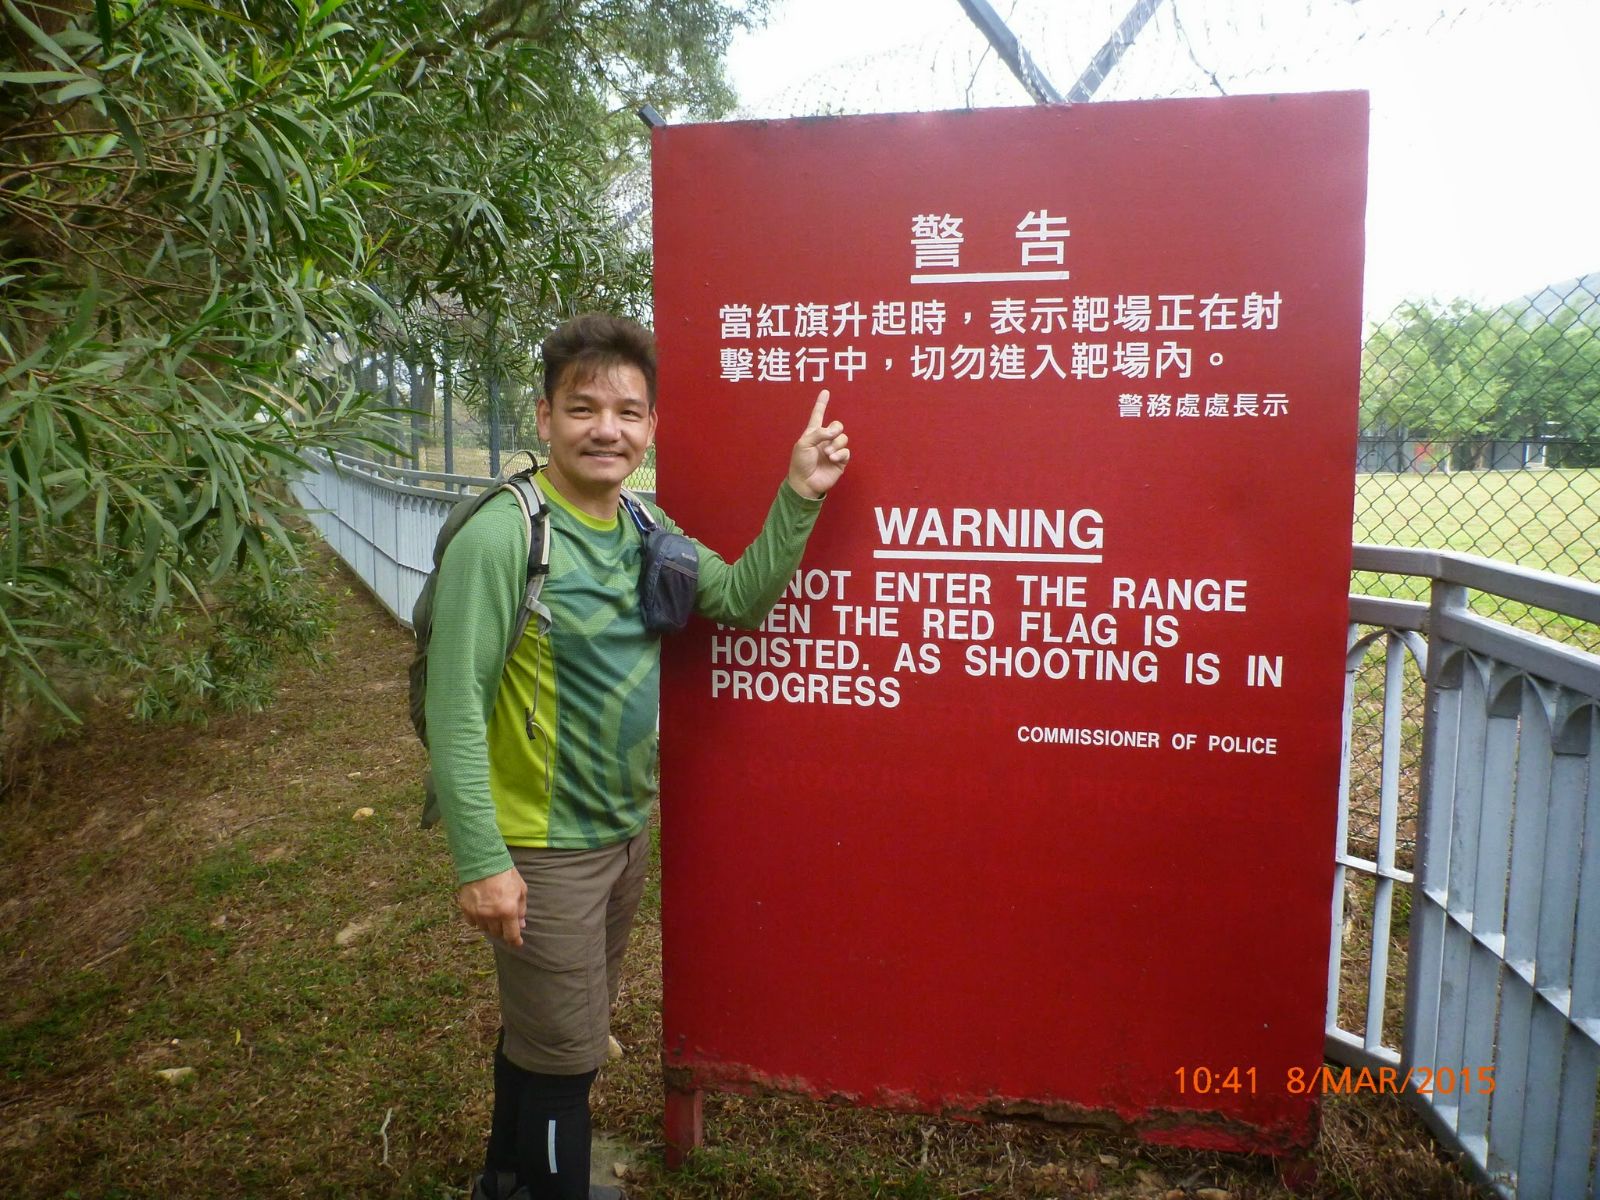 警告
當紅旗升起時，表示靶場正在射
擊進行中，切勿進入靶場內。
警務處處長示
WARNING
NOT ENTER THE RANGE
WHEN THE RED FLAG IS
HOISTED. AS SHOOTING IS IN
PROGRESS
COMMISSIONER OF POLICE
10:41 8/MAR/2015